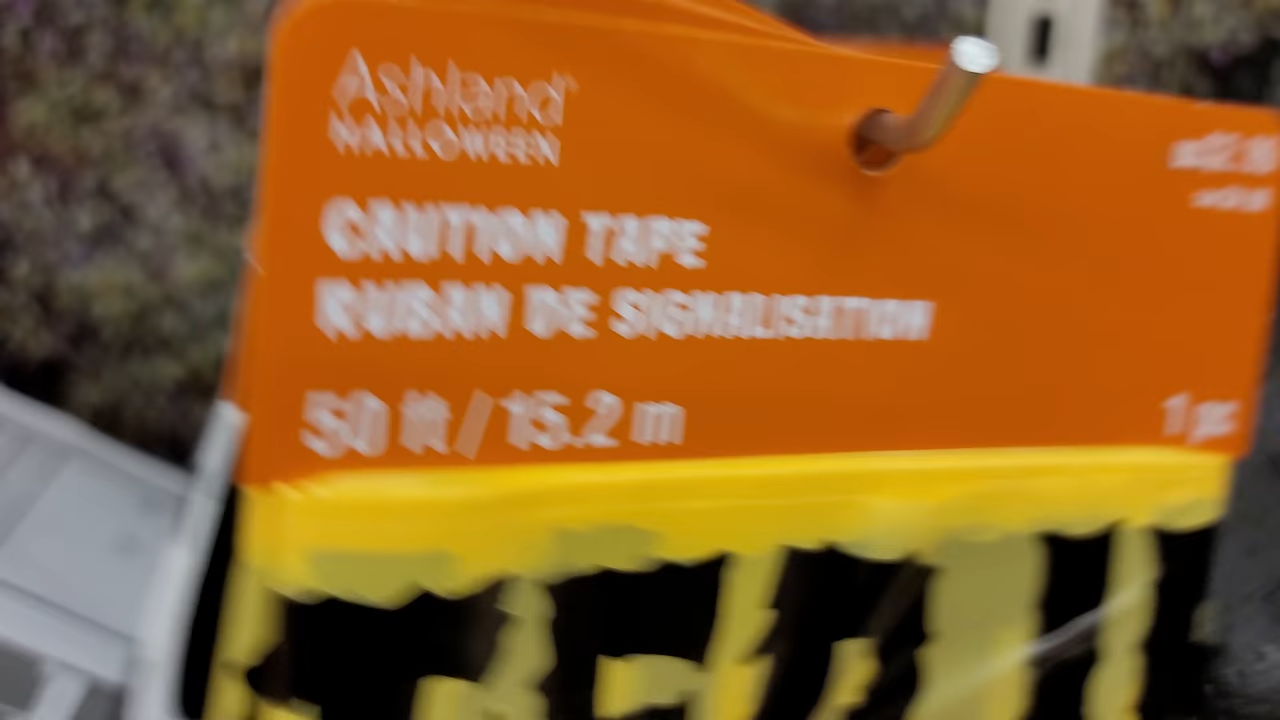 Ashland®
HALLOWEEN
CAUTION TAPE
RUBAN DE SIGNALISATION
50 ft/15.2 m
1 pc